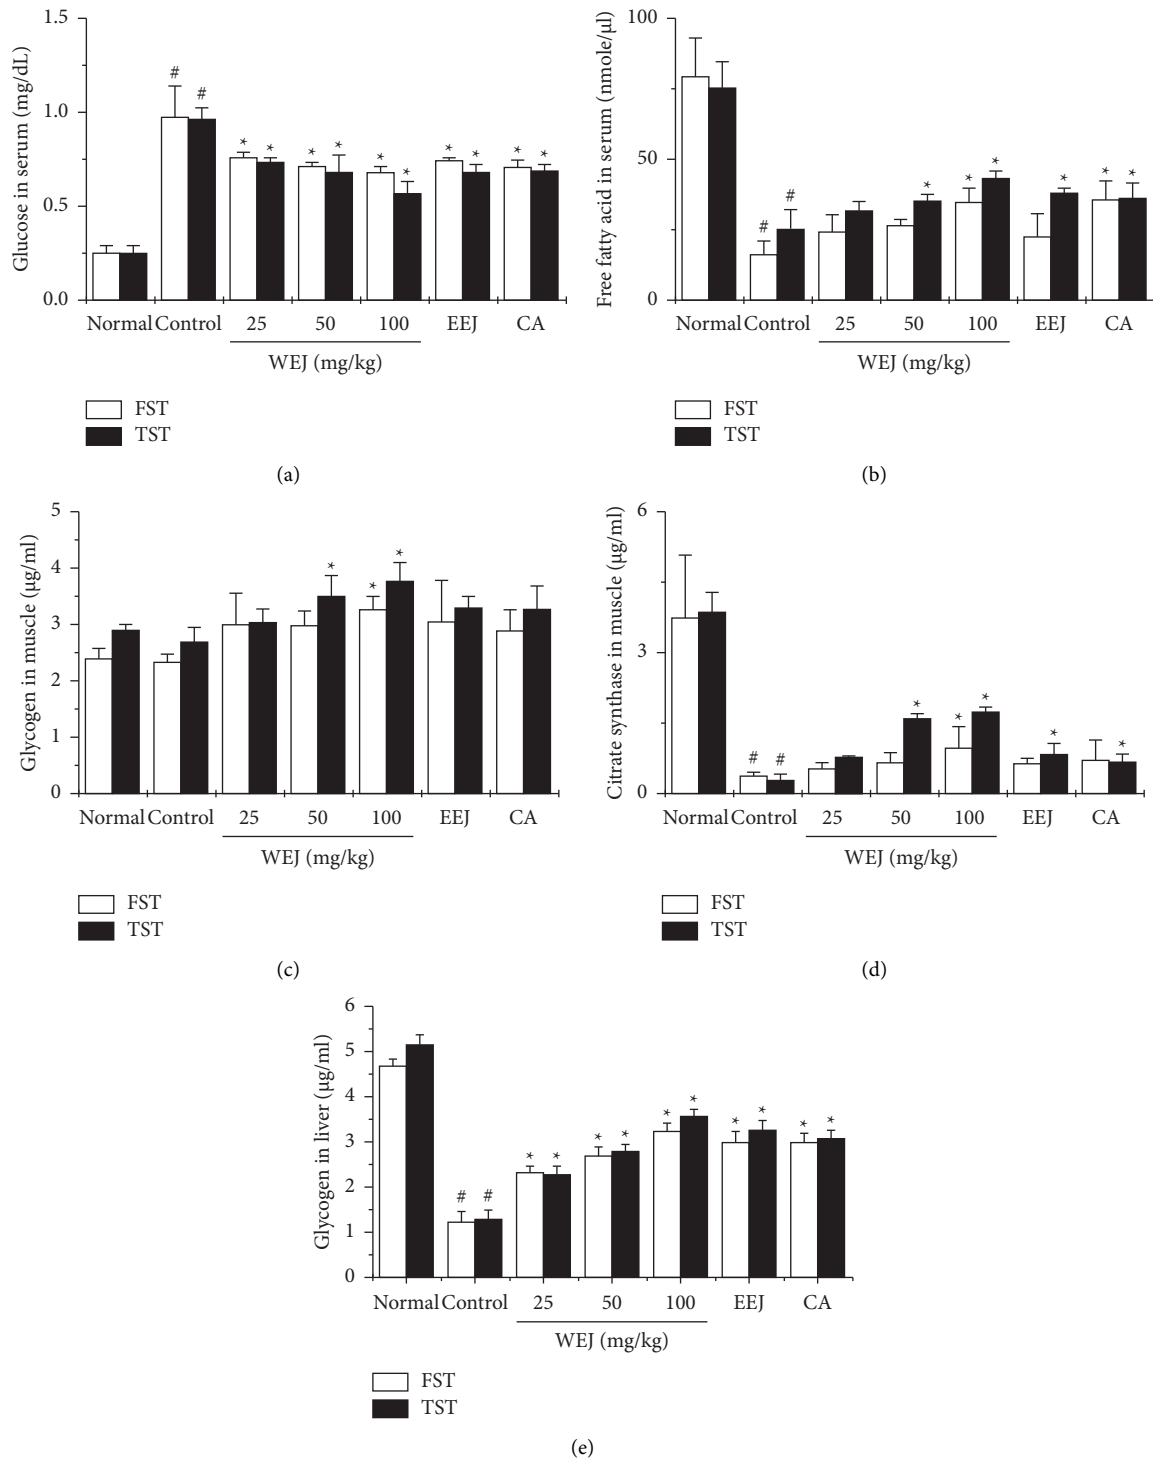 Glucose in serum (mg/dL)
1.5
1.0
0.5
0.0
# #
* * * * * * * * * *
Normal Control 25 50 100 EEJ CA
WEJ (mg/kg)
FST
TST
(a)
Free fatty acid in serum (nmole/µl)
100
50
0
# #
* * * * * *
Normal Control 25 50 100 EEJ CA
WEJ (mg/kg)
FST
TST
(b)
Glycogen in muscle (µg/ml)
5
4
3
2
1
0
* * *
Normal Control 25 50 100 EEJ CA
WEJ (mg/kg)
FST
TST
(c)
Citrate synthase in muscle (µg/ml)
6
3
0
# #
* * * * *
Normal Control 25 50 100 EEJ CA
WEJ (mg/kg)
FST
TST
(d)
Glycogen in liver (µg/ml)
6
5
4
3
2
1
0
# #
* * * * * * * * * *
Normal Control 25 50 100 EEJ CA
WEJ (mg/kg)
FST
TST
(e)